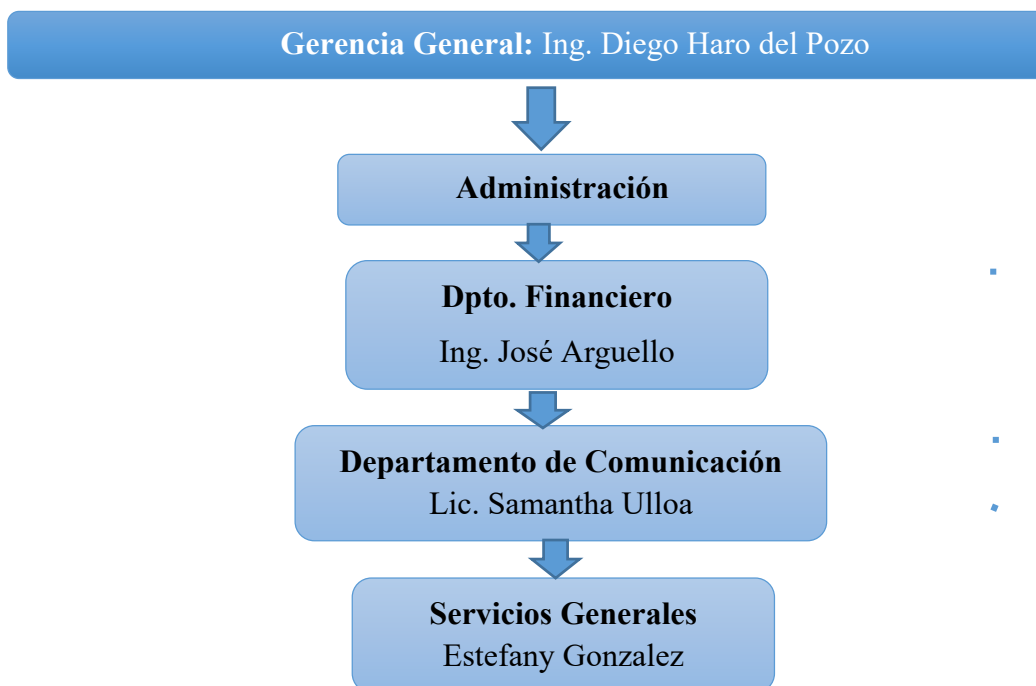 Gerencia General: Ing. Diego Haro del Pozo
Administración
Dpto. Financiero
Ing. José Arguello
Departamento de Comunicación
Lic. Samantha Ulloa
Servicios Generales
Estefany Gonzalez